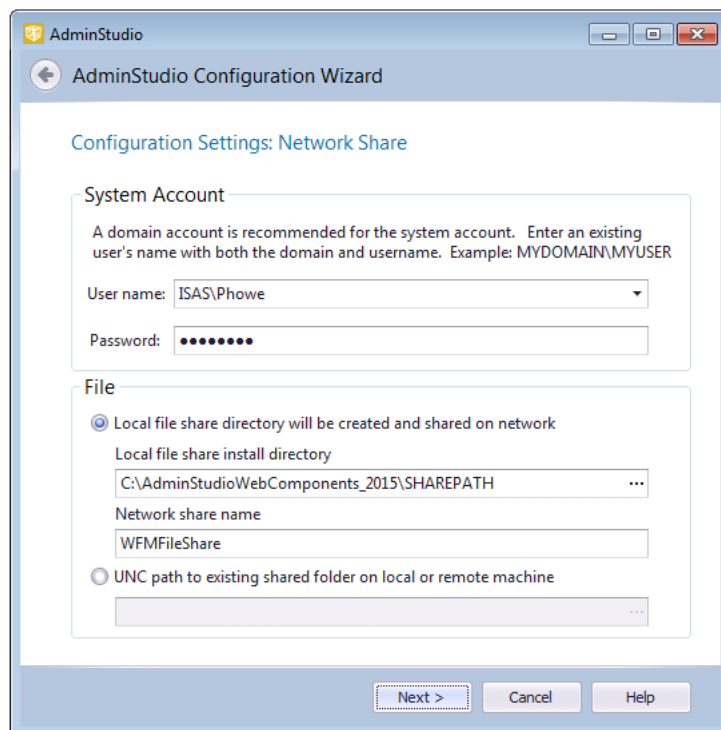 AdminStudio
AdminStudio Configuration Wizard
Configuration Settings: Network Share
System Account
A domain account is recommended for the system account. Enter an existing
user's name with both the domain and username. Example: MYDOMAIN\MYUSER
User name: ISAS\Phowe
Password: ●●●●●●●●
File
Local file share directory will be created and shared on network
Local file share install directory
C:\AdminStudioWebComponents_2015\SHAREPATH ...
Network share name
WFMFileShare
UNC path to existing shared folder on local or remote machine
...
Next > Cancel Help